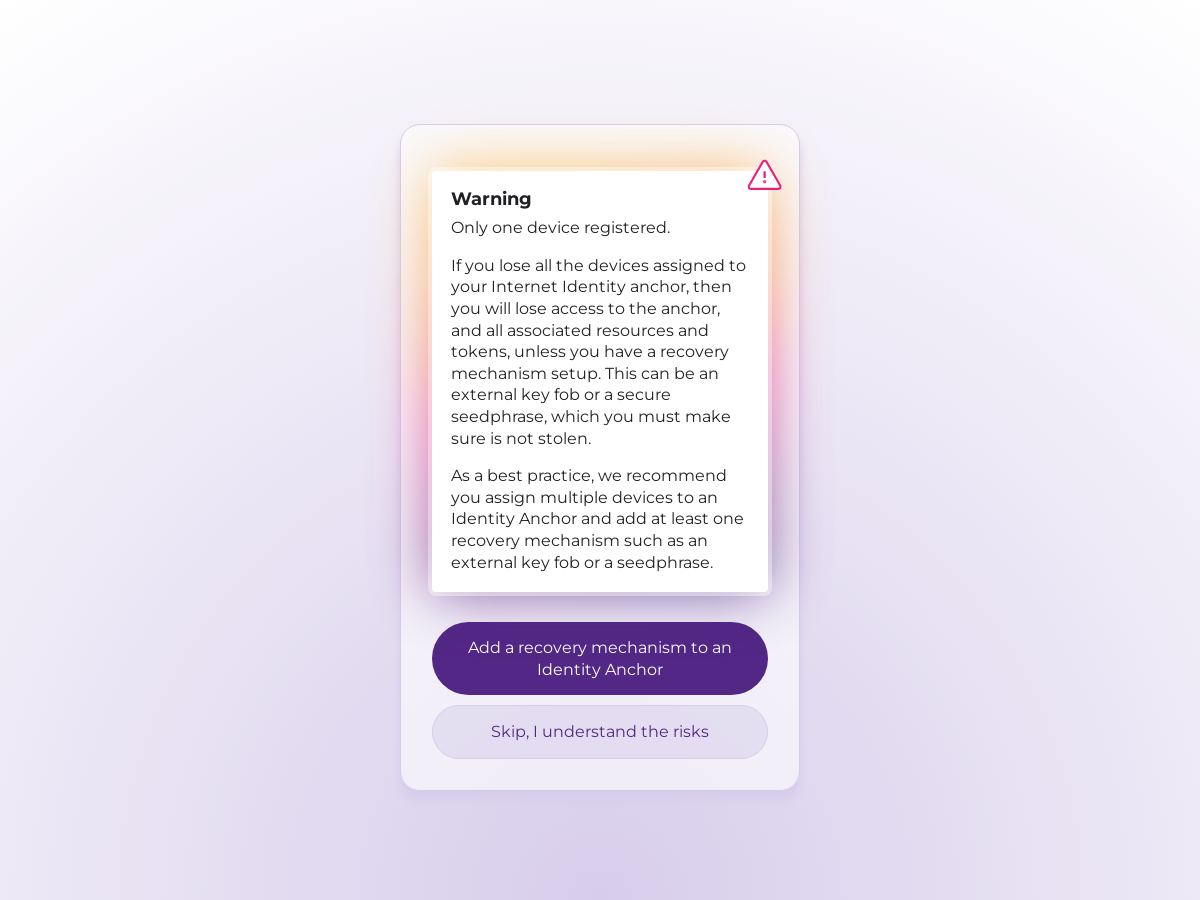 Warning
Only one device registered.
If you lose all the devices assigned to
your Internet Identity anchor, then
you will lose access to the anchor,
and all associated resources and
tokens, unless you have a recovery
mechanism setup. This can be an
external key fob or a secure
seedphrase, which you must make
sure is not stolen.
As a best practice, we recommend
you assign multiple devices to an
Identity Anchor and add at least one
recovery mechanism such as an
external key fob or a seedphrase.
Add a recovery mechanism to an
Identity Anchor
Skip, I understand the risks